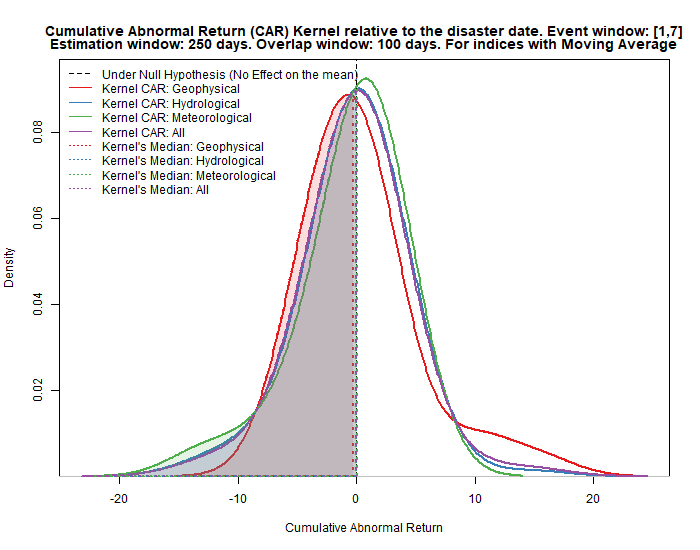 Cumulative Abnormal Return (CAR) Kernel relative to the disaster date. Event window: [1,7]
Estimation window: 250 days. Overlap window: 100 days. For indices with Moving Average
Under Null Hypothesis (No Effect on the mean)
Kernel CAR: Geophysical
Kernel CAR: Hydrological
Kernel CAR: Meteorological
Kernel CAR: All
Kernel's Median: Geophysical
Kernel's Median: Hydrological
Kernel's Median: Meteorological
Kernel's Median: All
0.08
0.06
0.04
0.02
Density
-20 -10 0 10 20
Cumulative Abnormal Return